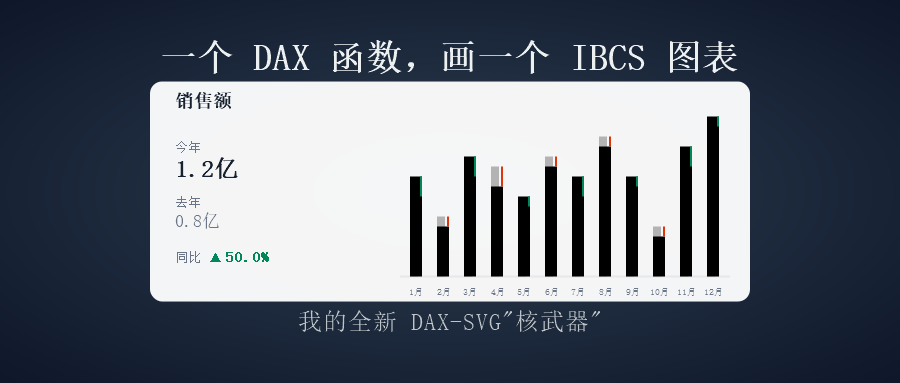 一个 DAX 函数，画一个 IBCS 图表
销售额
今年
1.2亿
去年
0.8亿
同比 ▲50.0%
1月 2月 3月 4月 5月 6月 7月 8月 9月 10月 11月 12月
我的全新 DAX-SVG"核武器"